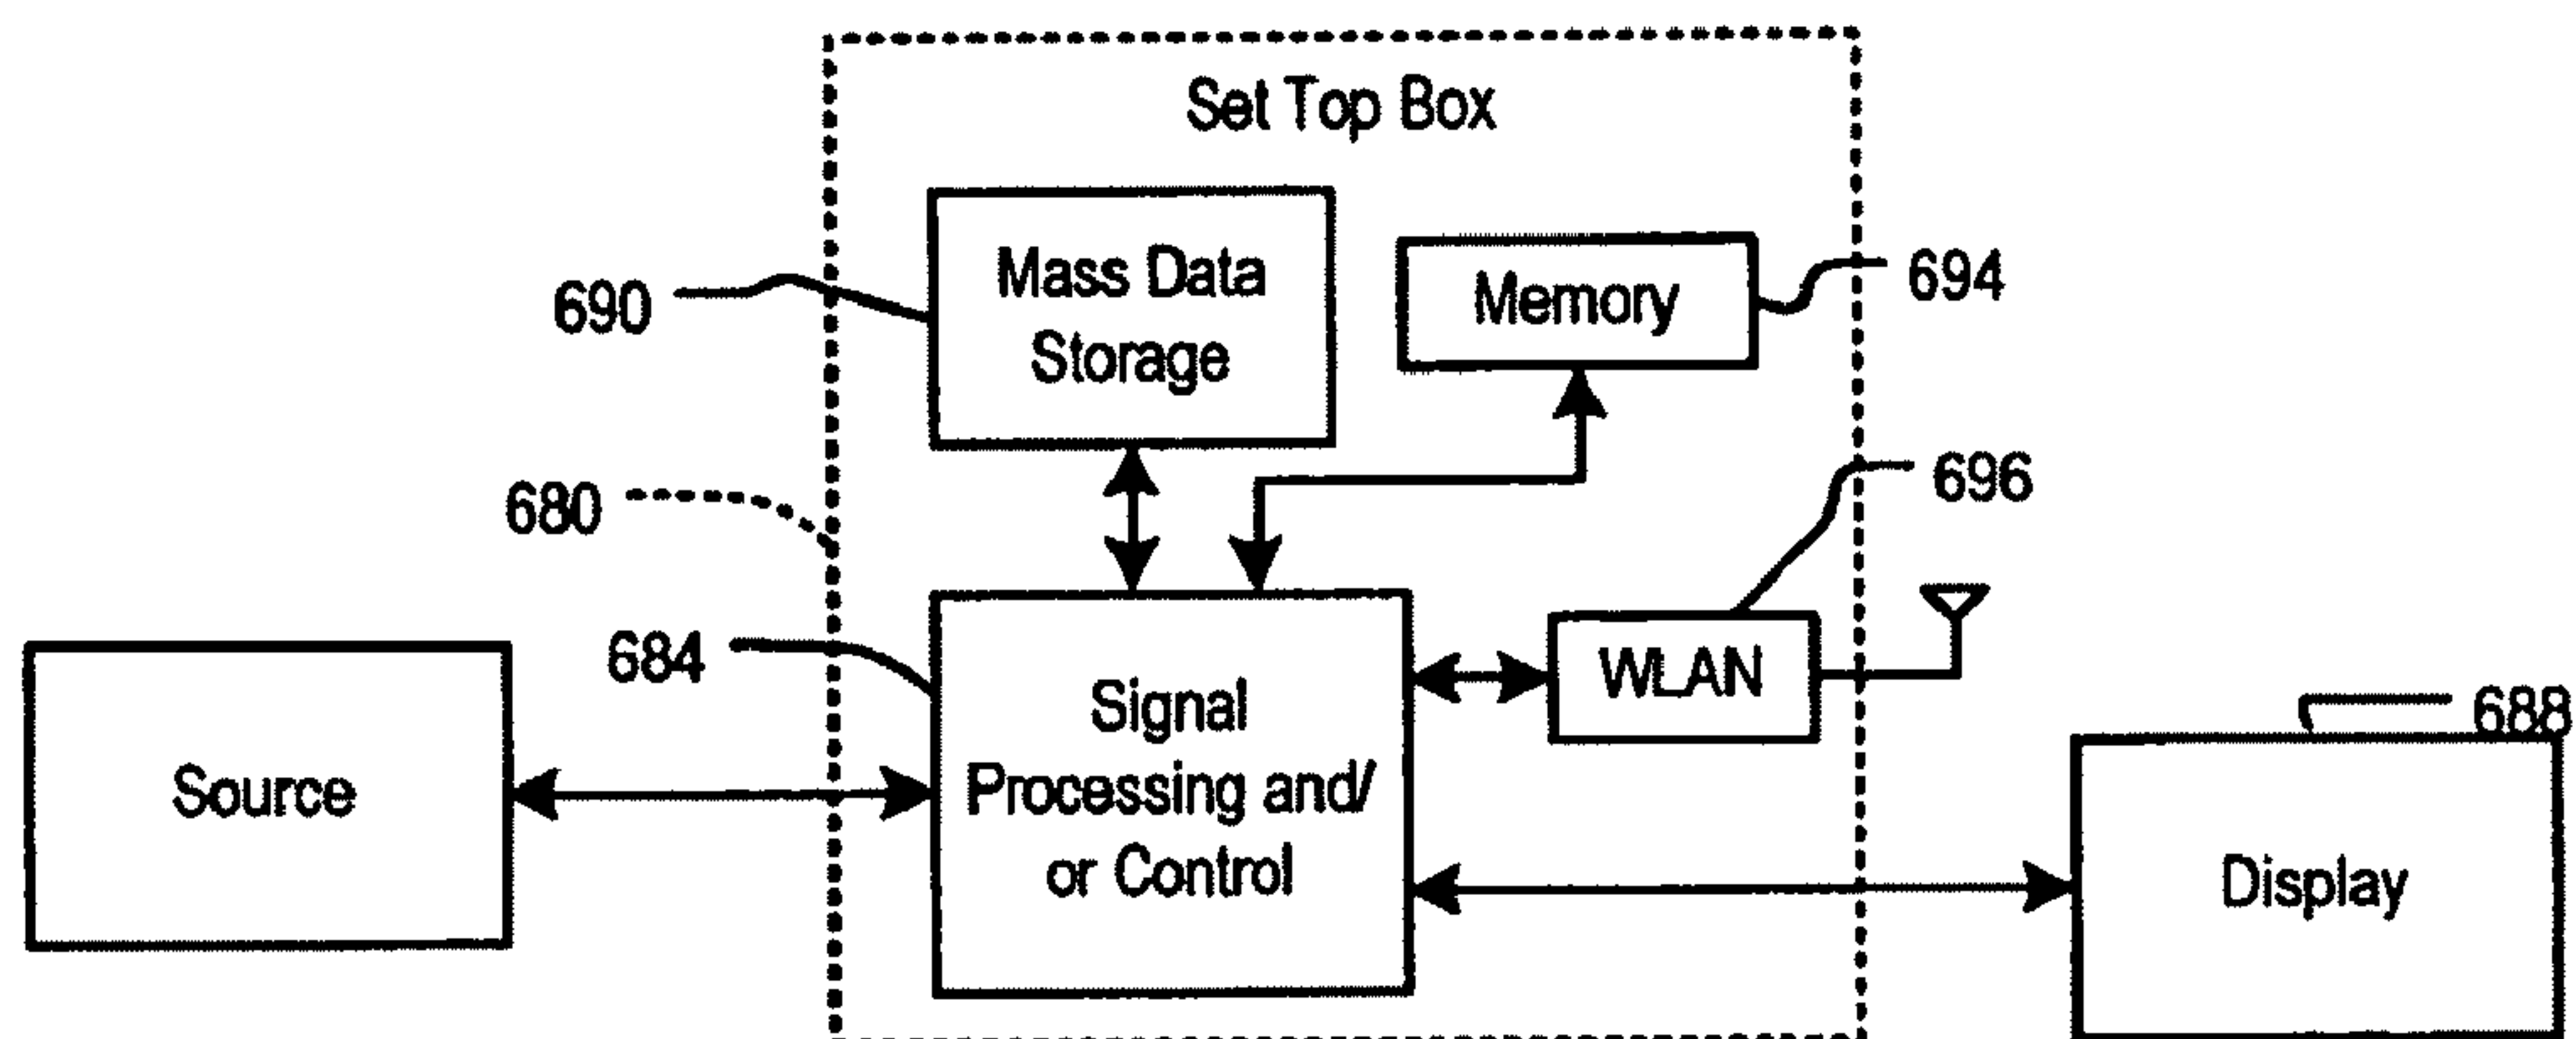 Set Top Box
Mass Data
Storage
690
Memory
694
680
696
684
WLAN
Signal
Processing and/
or Control
Source
688
Display